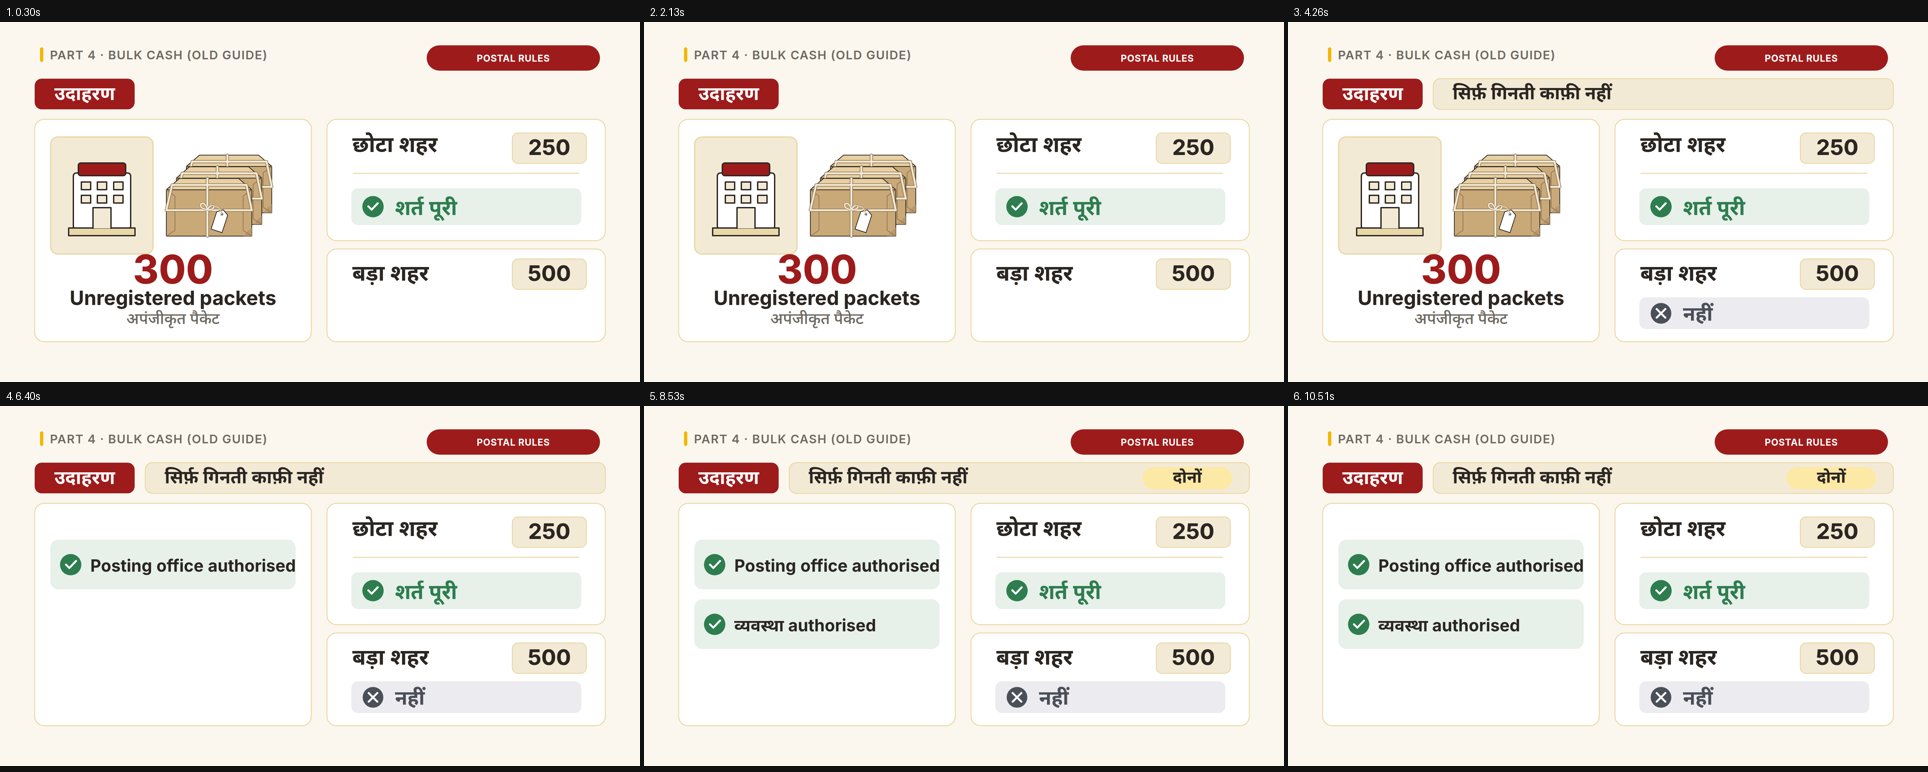 1. 0.30s
PART 4 · BULK CASH (OLD GUIDE)
POSTAL RULES
उदाहरण
300
Unregistered packets
अपंजीकृत पैकेट
छोटा शहर 250
शर्त पूरी
बड़ा शहर 500
2. 2.13s
PART 4 · BULK CASH (OLD GUIDE)
POSTAL RULES
उदाहरण
300
Unregistered packets
अपंजीकृत पैकेट
छोटा शहर 250
शर्त पूरी
बड़ा शहर 500
3. 4.26s
PART 4 · BULK CASH (OLD GUIDE)
POSTAL RULES
उदाहरण
सिर्फ़ गिनती काफ़ी नहीं
300
Unregistered packets
अपंजीकृत पैकेट
छोटा शहर 250
शर्त पूरी
बड़ा शहर 500
नहीं
4. 6.40s
PART 4 · BULK CASH (OLD GUIDE)
POSTAL RULES
उदाहरण
सिर्फ़ गिनती काफ़ी नहीं
Posting office authorised
छोटा शहर 250
शर्त पूरी
बड़ा शहर 500
नहीं
5. 8.53s
PART 4 · BULK CASH (OLD GUIDE)
POSTAL RULES
उदाहरण
सिर्फ़ गिनती काफ़ी नहीं
दोनों
Posting office authorised
व्यवस्था authorised
छोटा शहर 250
शर्त पूरी
बड़ा शहर 500
नहीं
6. 10.51s
PART 4 · BULK CASH (OLD GUIDE)
POSTAL RULES
उदाहरण
सिर्फ़ गिनती काफ़ी नहीं
दोनों
Posting office authorised
व्यवस्था authorised
छोटा शहर 250
शर्त पूरी
बड़ा शहर 500
नहीं